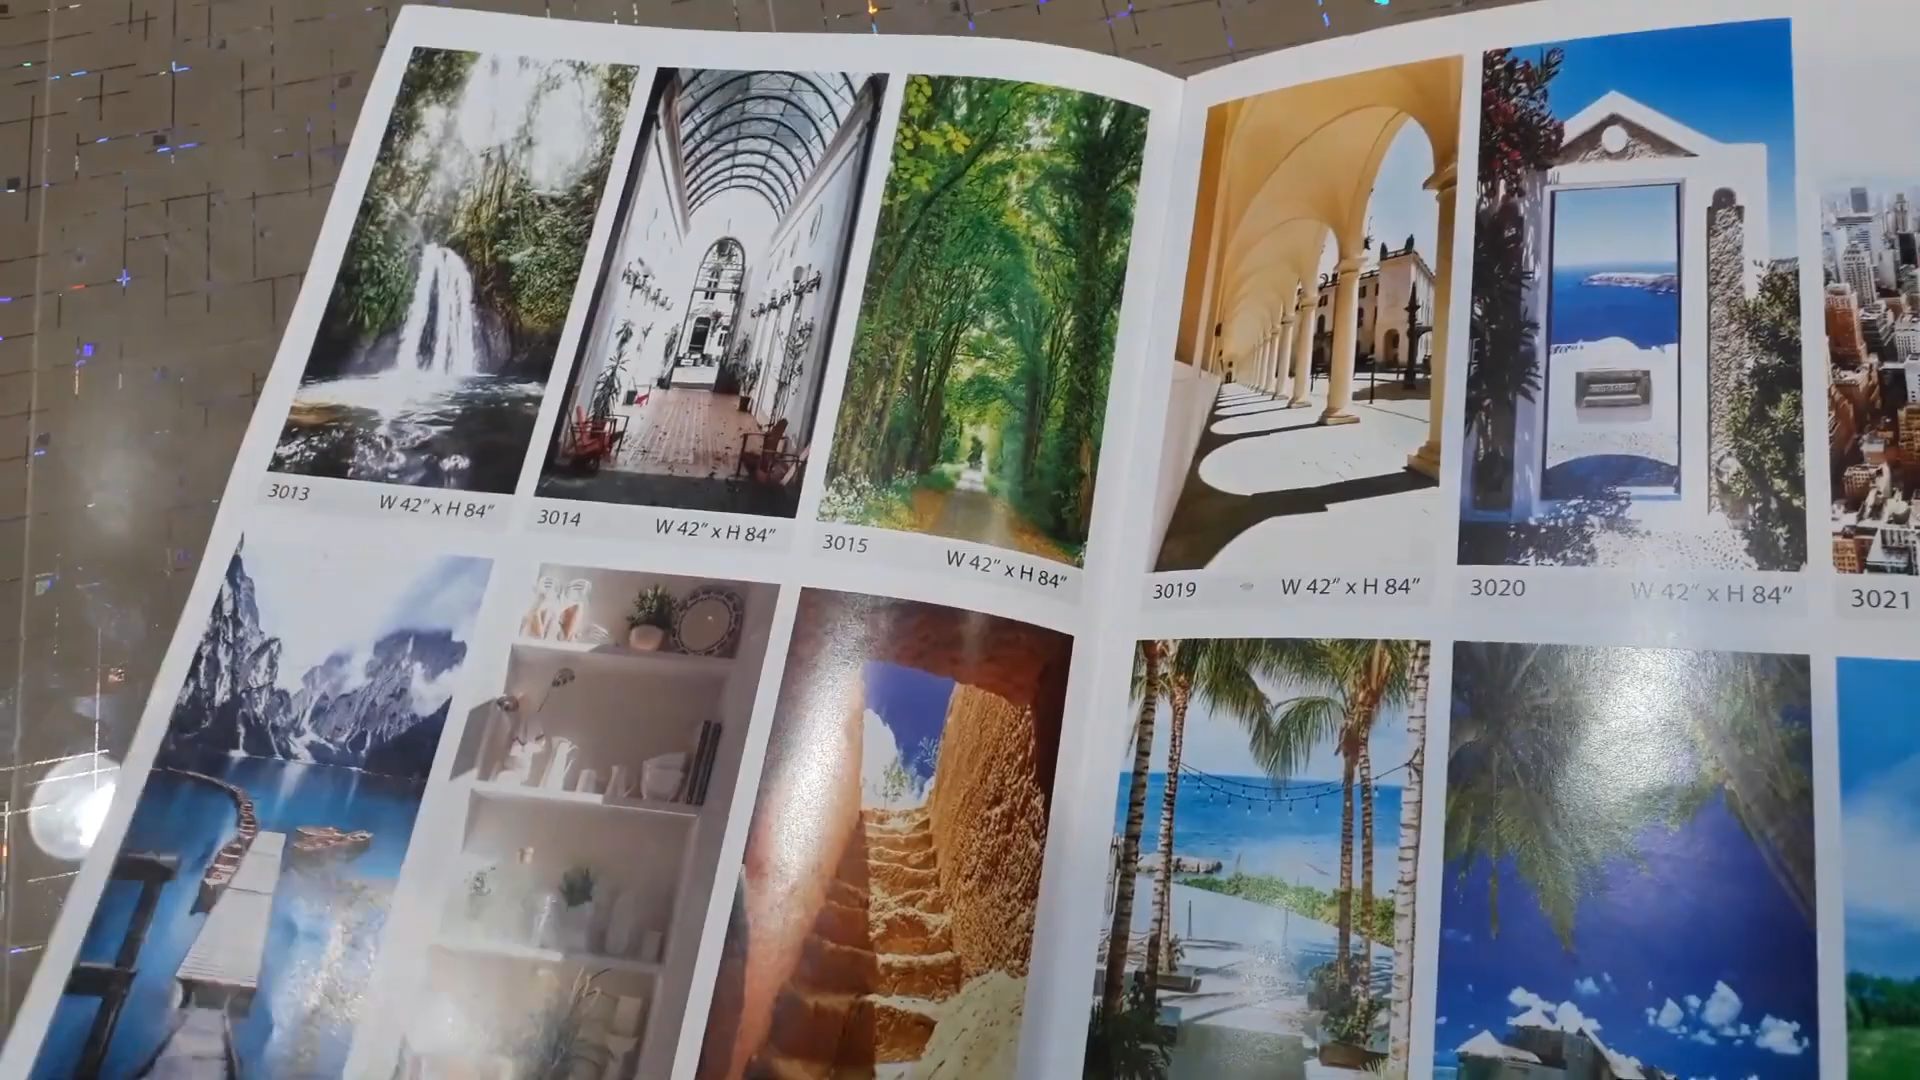 3013 W 42" x H 84"
3014 W 42" x H 84"
3015 W 42" x H 84"
3019 W 42" x H 84"
3020 W 42" x H 84"
3021